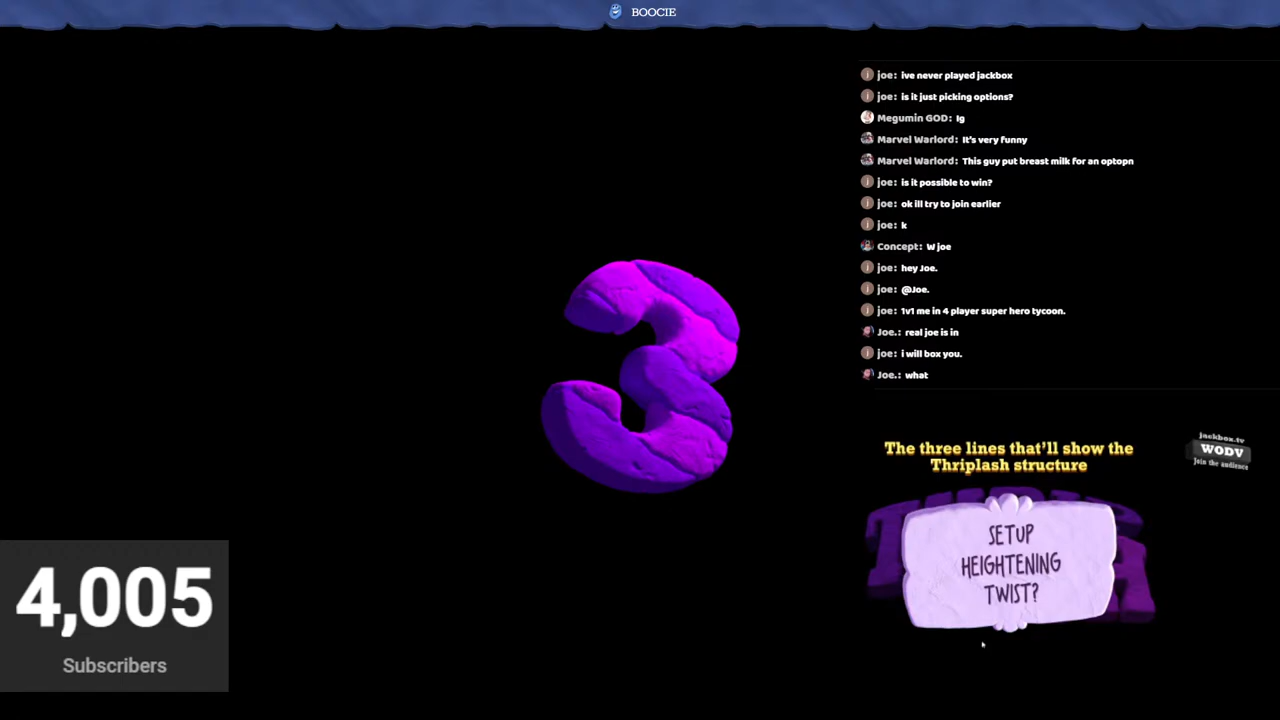 BOOCIE
joe: ive never played jackbox
joe: is it just picking options?
Megumin GOD: Ig
Marvel Warlord: It's very funny
Marvel Warlord: This guy put breast milk for an optopn
joe: is it possible to win?
joe: ok ill try to join earlier
joe: k
Concept: W joe
joe: hey Joe.
joe: @Joe.
joe: 1v1 me in 4 player super hero tycoon.
Joe.: real joe is in
joe: i will box you.
Joe.: what
3
The three lines that'll show the
Thriplash structure
jackbox.tv
WODV
Join the audience
SETUP
HEIGHTENING
TWIST?
4,005
Subscribers